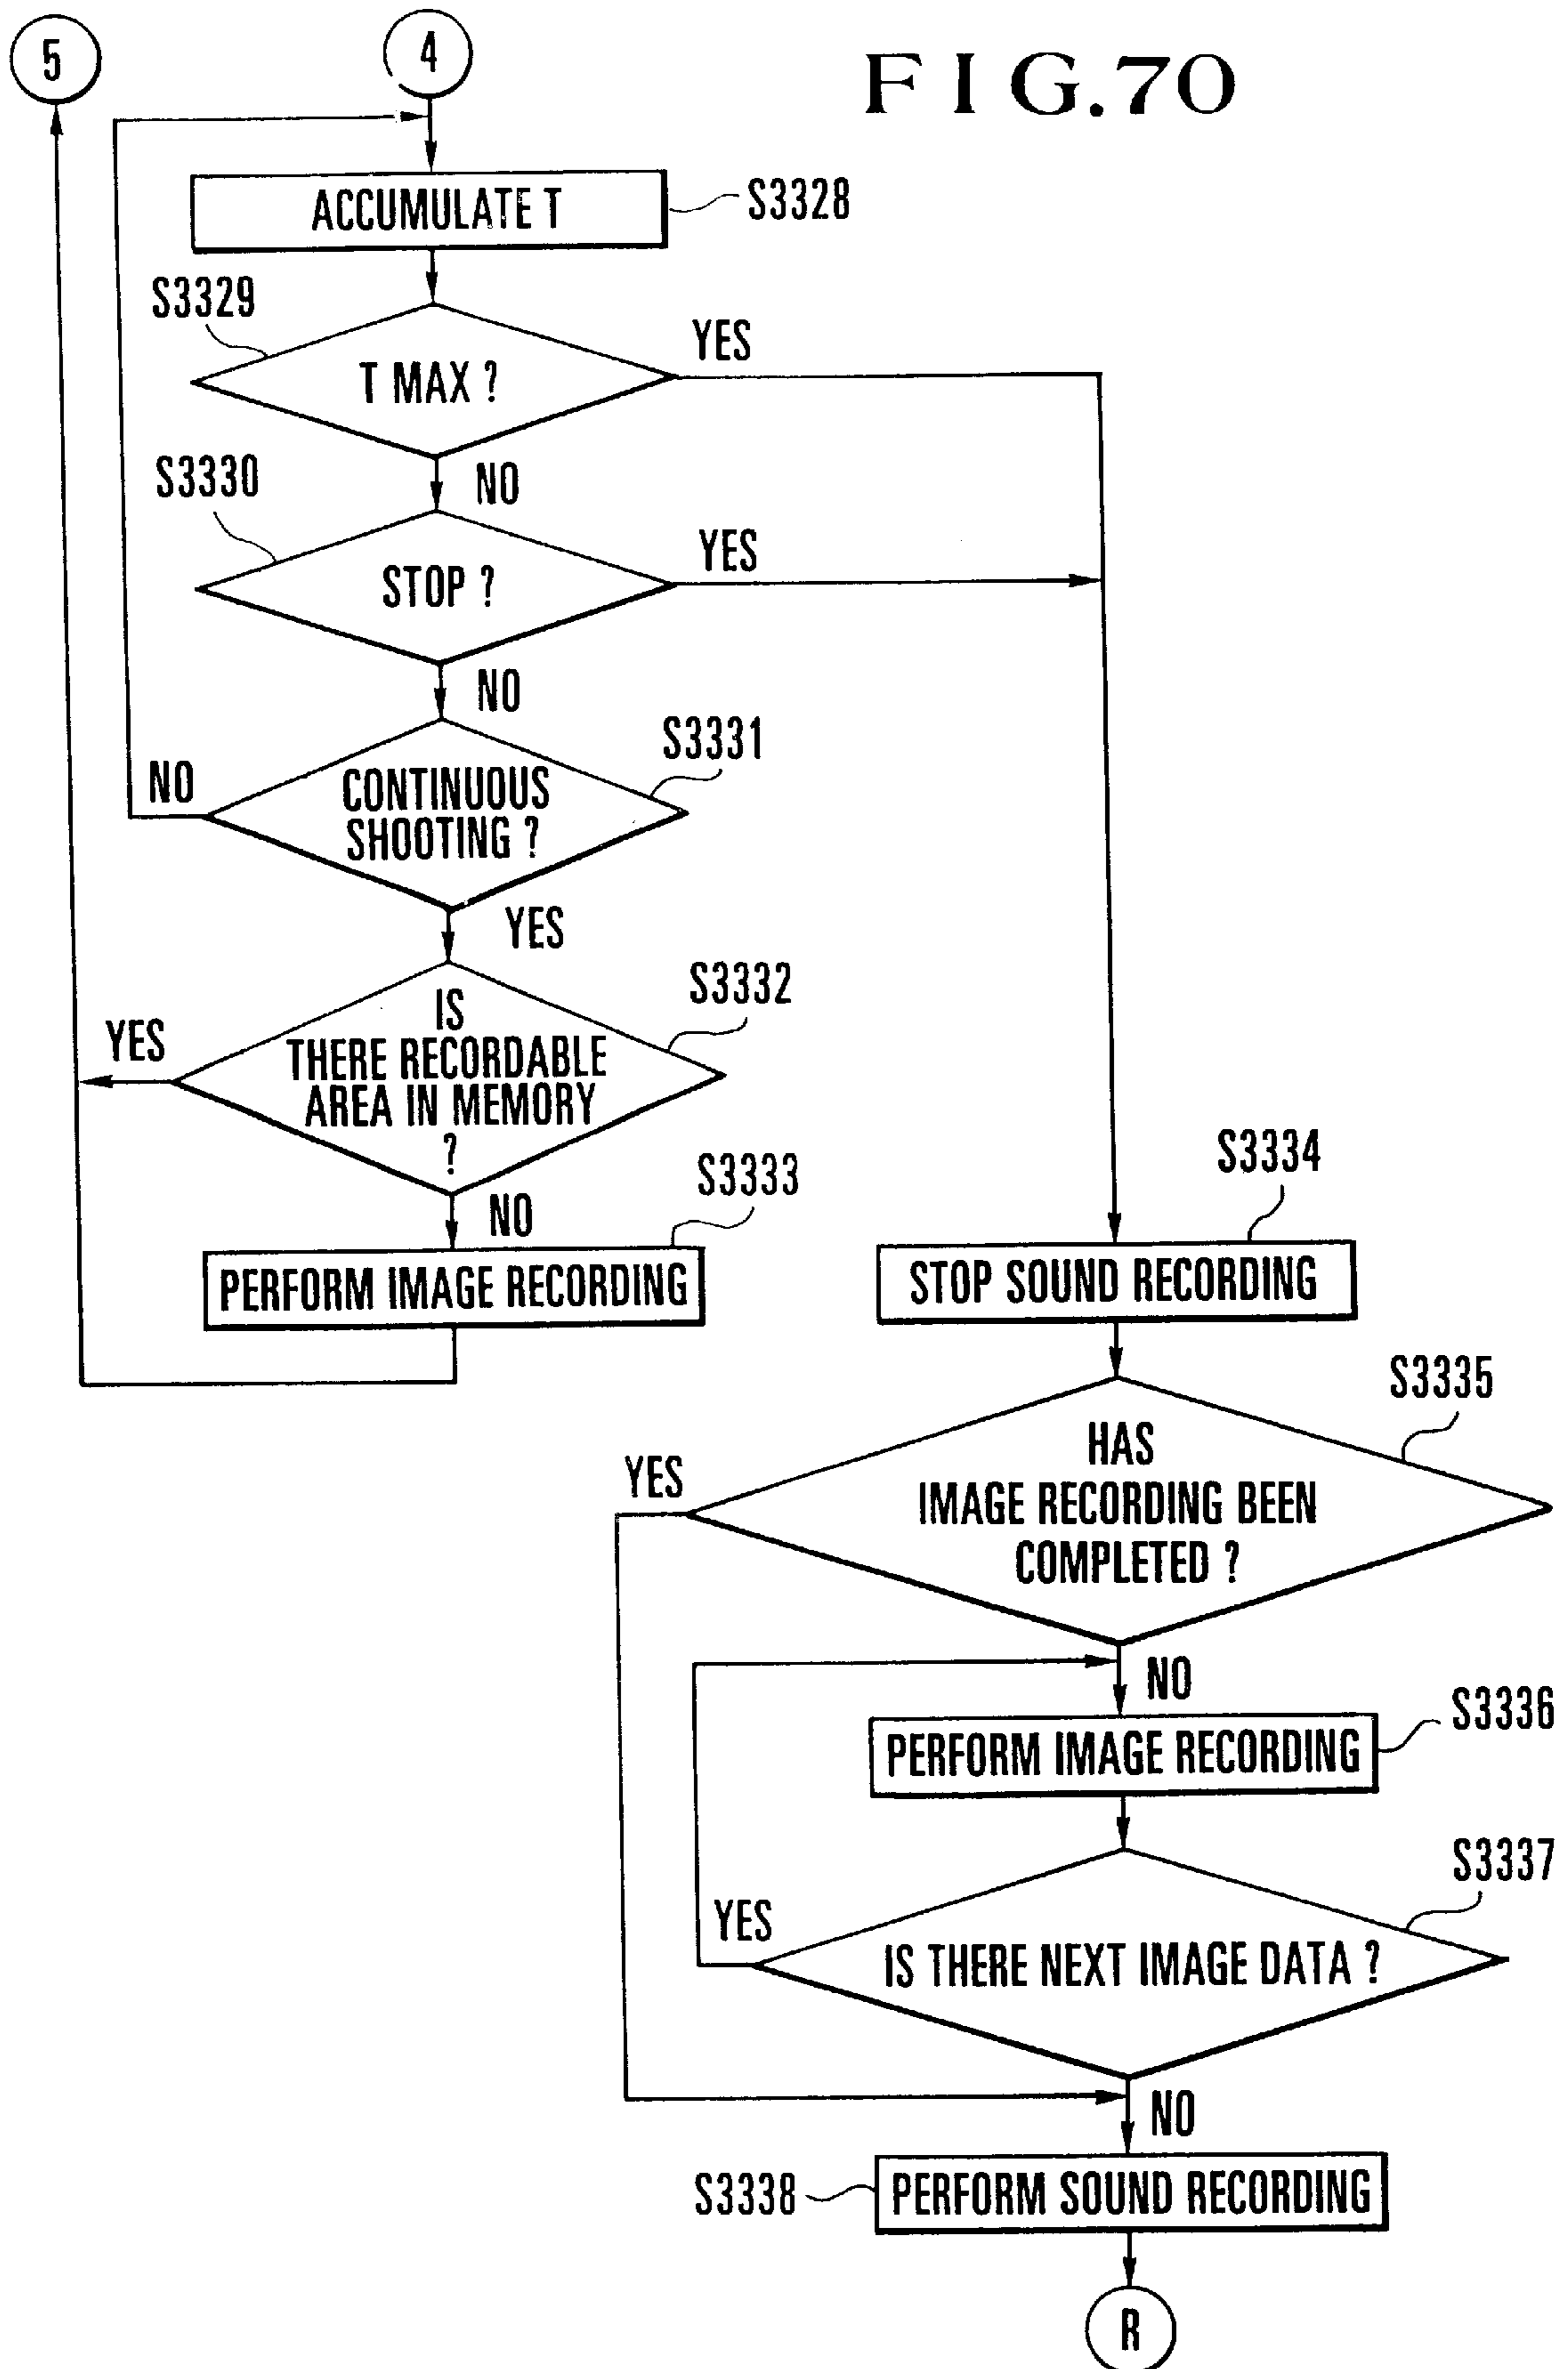 5
4
FIG.70
ACCUMULATE T
S3328
S3329
T MAX ?
YES
NO
S3330
STOP ?
YES
NO
S3331
CONTINUOUS
SHOOTING ?
NO
YES
S3332
IS
THERE RECORDABLE
AREA IN MEMORY
?
YES
NO
S3333
PERFORM IMAGE RECORDING
S3334
STOP SOUND RECORDING
S3335
HAS
IMAGE RECORDING BEEN
COMPLETED ?
YES
NO
S3336
PERFORM IMAGE RECORDING
S3337
IS THERE NEXT IMAGE DATA ?
YES
NO
S3338
PERFORM SOUND RECORDING
R